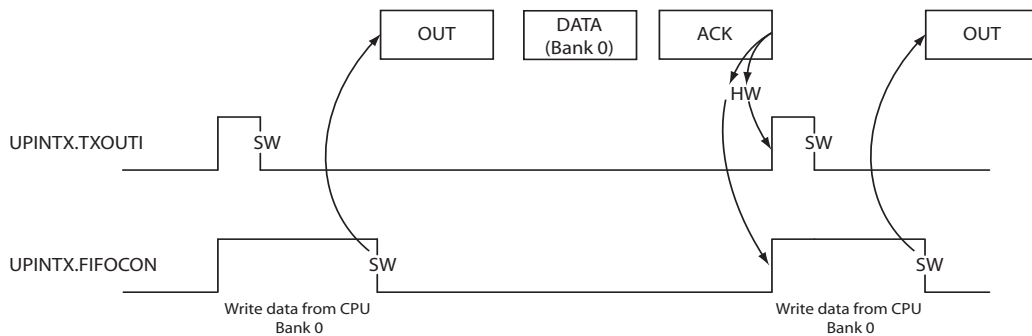 OUT
DATA
(Bank 0)
ACK
OUT
HW
UPINTX.TXOUTI
SW
SW
UPINTX.FIFOCON
SW
SW
Write data from CPU
Bank 0
Write data from CPU
Bank 0